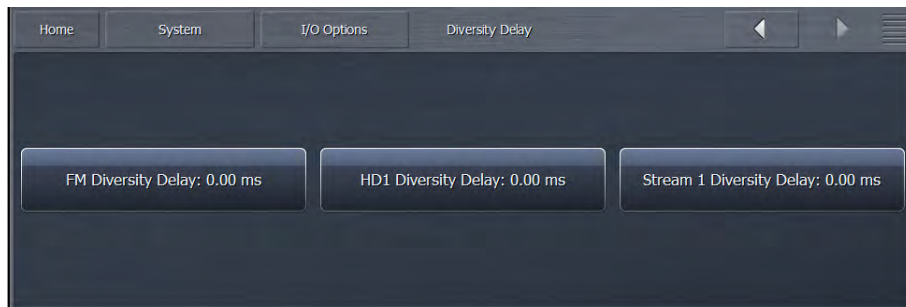 Home System I/O Options Diversity Delay
FM Diversity Delay: 0.00 ms HD1 Diversity Delay: 0.00 ms Stream 1 Diversity Delay: 0.00 ms